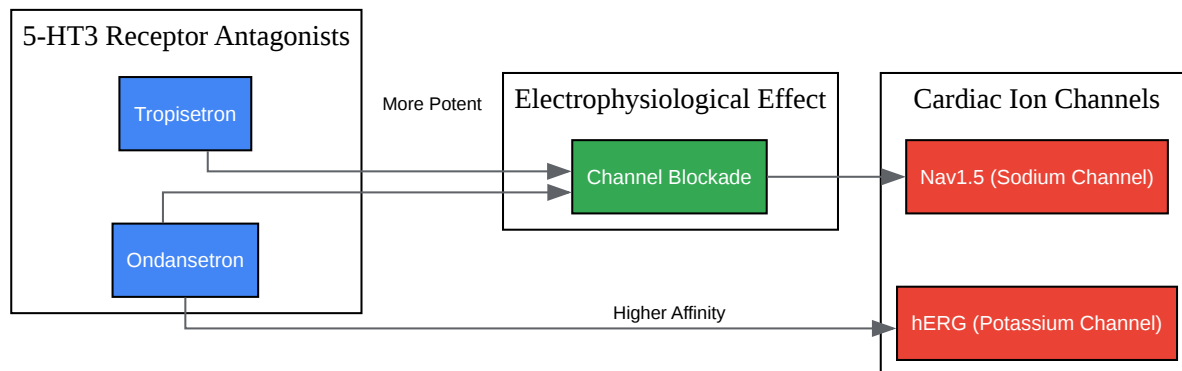 5-HT3 Receptor Antagonists
Tropisetron
Ondansetron
More Potent
Electrophysiological Effect
Channel Blockade
Higher Affinity
Cardiac Ion Channels
Nav1.5 (Sodium Channel)
hERG (Potassium Channel)